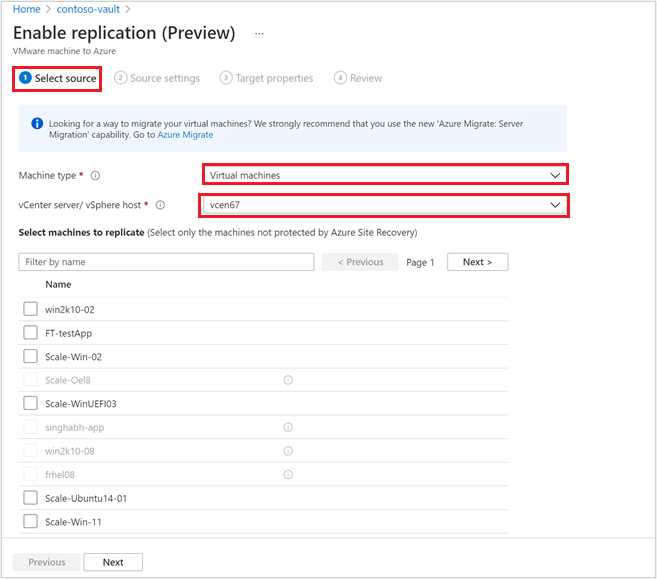 Home > contoso-vault >
Enable replication (Preview) ...
VMware machine to Azure
1 Select source 2 Source settings 3 Target properties 4 Review
Looking for a way to migrate your virtual machines? We strongly recommend that you use the new 'Azure Migrate: Server
Migration' capability. Go to Azure Migrate
Machine type * Virtual machines
vCenter server/ vSphere host * vcen67
Select machines to replicate (Select only the machines not protected by Azure Site Recovery)
Filter by name < Previous Page 1 Next >
Name
win2k10-02
FT-testApp
Scale-Win-02
Scale-Oel8
Scale-WinUEFI03
singhabh-app
win2k10-08
frhel08
Scale-Ubuntu14-01
Scale-Win-11
Previous Next